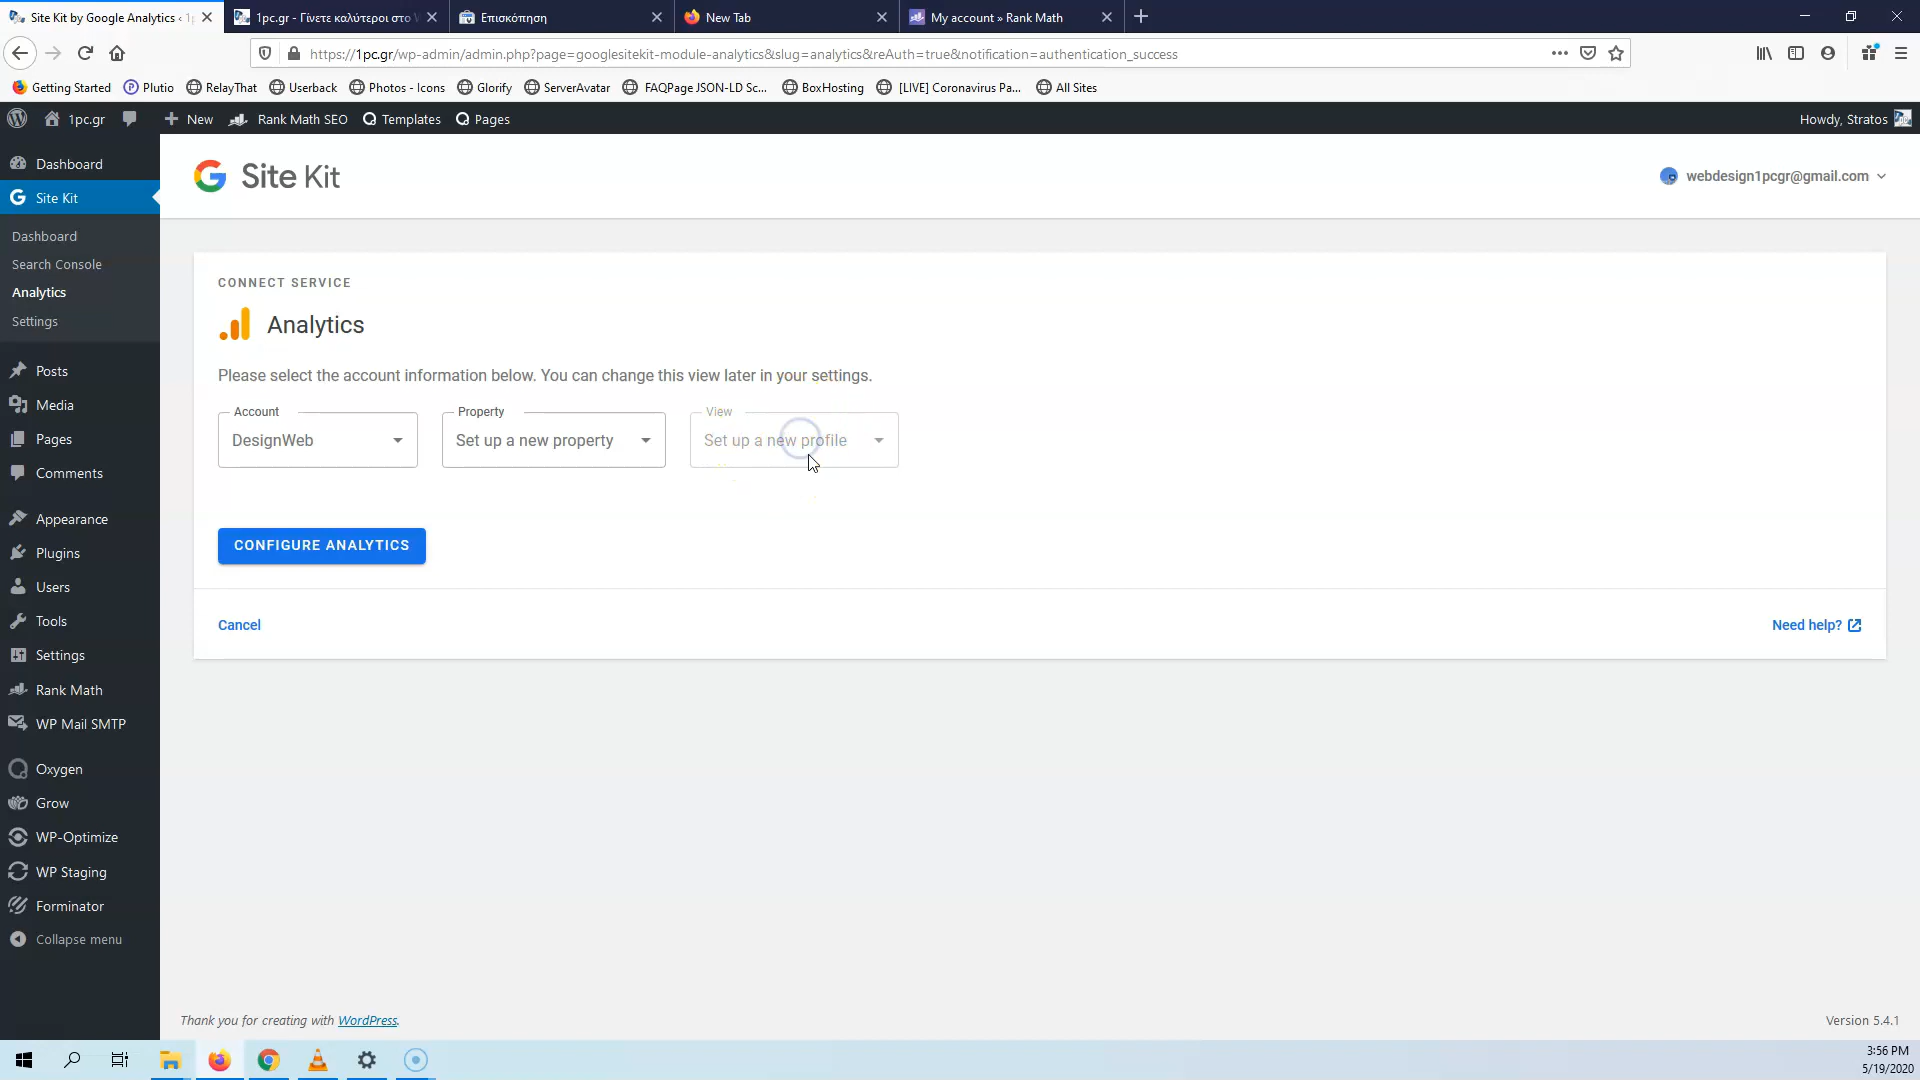 Site Kit by Google Analytics ‹ 1p
1pc.gr - Γίνετε καλύτεροι στο W
Επισκόπηση
New Tab
My account » Rank Math
https://1pc.gr/wp-admin/admin.php?page=googlesitekit-module-analytics&slug=analytics&reAuth=true&notification=authentication_success
Getting Started Plutio RelayThat Userback Photos - Icons Glorify ServerAvatar FAQPage JSON-LD Sc... BoxHosting [LIVE] Coronavirus Pa... All Sites
1pc.gr New Rank Math SEO Templates Pages Howdy, Stratos
Dashboard
Site Kit
Dashboard
Search Console
Analytics
Settings
Posts
Media
Pages
Comments
Appearance
Plugins
Users
Tools
Settings
Rank Math
WP Mail SMTP
Oxygen
Grow
WP-Optimize
WP Staging
Forminator
Collapse menu
Site Kit
webdesign1pcgr@gmail.com
CONNECT SERVICE
Analytics
Please select the account information below. You can change this view later in your settings.
Account Property View
DesignWeb Set up a new property Set up a new profile
CONFIGURE ANALYTICS
Cancel Need help?
Thank you for creating with WordPress. Version 5.4.1
3:56 PM
5/19/2020